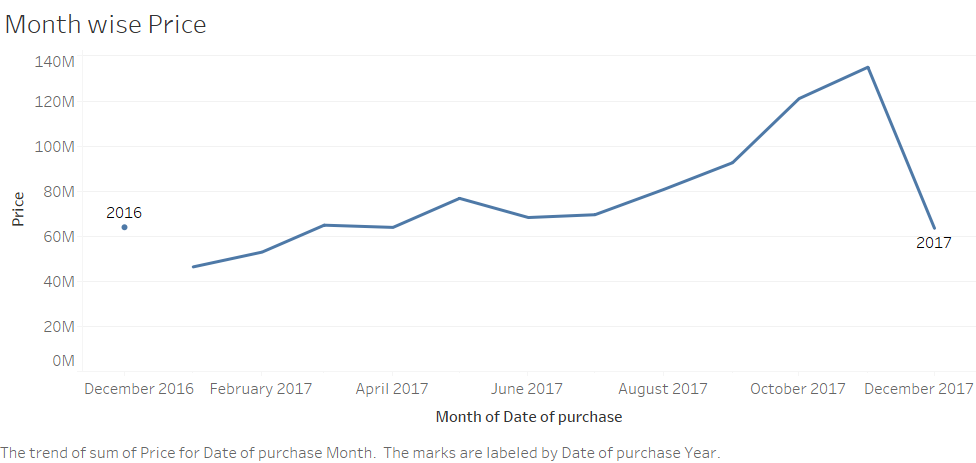 Month wise Price
140M
120M
100M
80M
60M
40M
20M
0M
Price
2016
2017
December 2016 February 2017 April 2017 June 2017 August 2017 October 2017 December 2017
Month of Date of purchase
The trend of sum of Price for Date of purchase Month. The marks are labeled by Date of purchase Year.